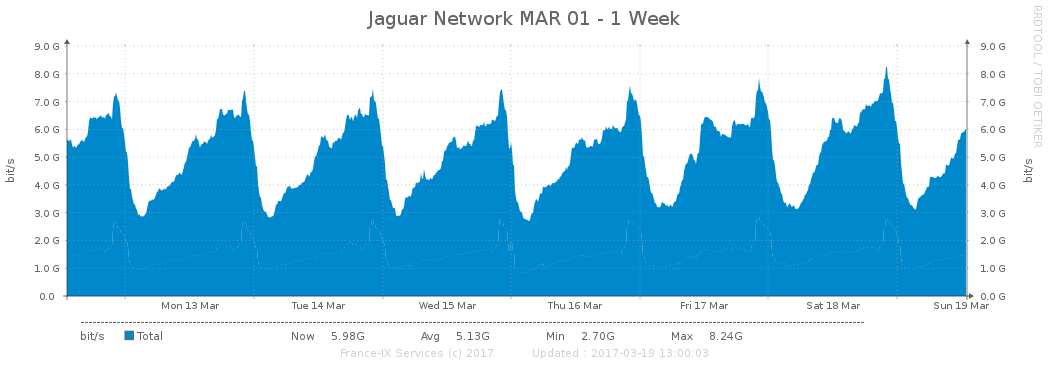 Jaguar Network MAR 01 - 1 Week
RRDTOOL / TOBI OETIKER
bit/s
9.0 G 9.0 G
8.0 G 8.0 G
7.0 G 7.0 G
6.0 G 6.0 G
5.0 G 5.0 G
4.0 G 4.0 G
3.0 G 3.0 G
2.0 G 2.0 G
1.0 G 1.0 G
0.0 0.0 G
bit/s
Mon 13 Mar Tue 14 Mar Wed 15 Mar Thu 16 Mar Fri 17 Mar Sat 18 Mar Sun 19 Mar
bit/s Total Now 5.98G Avg 5.13G Min 2.70G Max 8.24G
France-IX Services (c) 2017 Updated : 2017-03-19 13:00:03